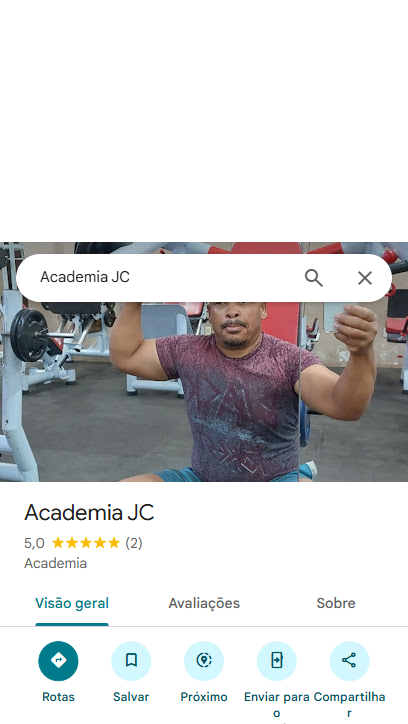 Academia JC
Academia JC
5,0 ★★★★★ (2)
Academia
Visão geral Avaliações Sobre
Rotas Salvar Próximo Enviar para o Compartilhar